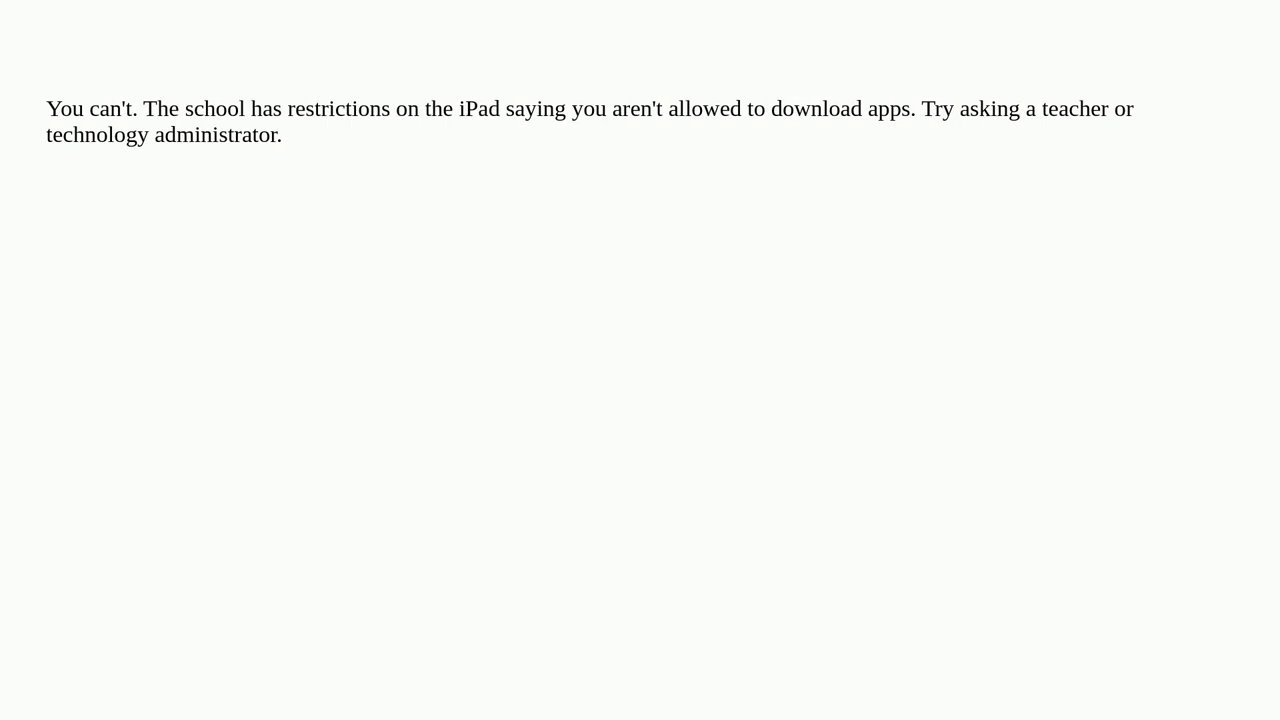 You can't. The school has restrictions on the iPad saying you aren't allowed to download apps. Try asking a teacher or
technology administrator.